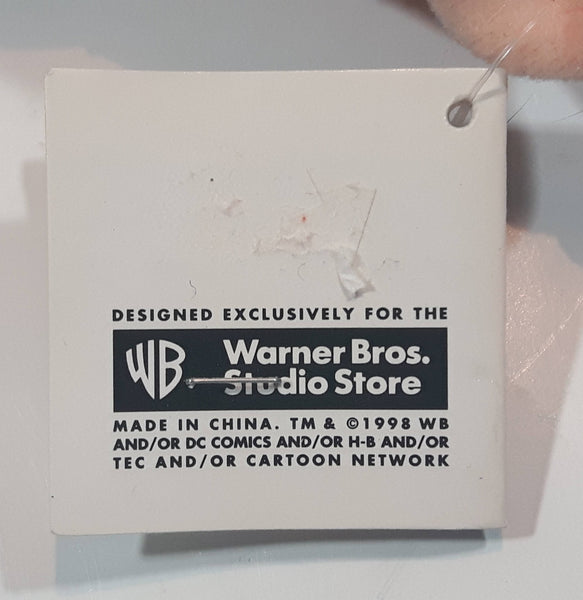 DESIGNED EXCLUSIVELY FOR THE
WB
Warner Bros.
Studio Store
MADE IN CHINA. TM & ©1998 WB
AND/OR DC COMICS AND/OR H-B AND/OR
TEC AND/OR CARTOON NETWORK